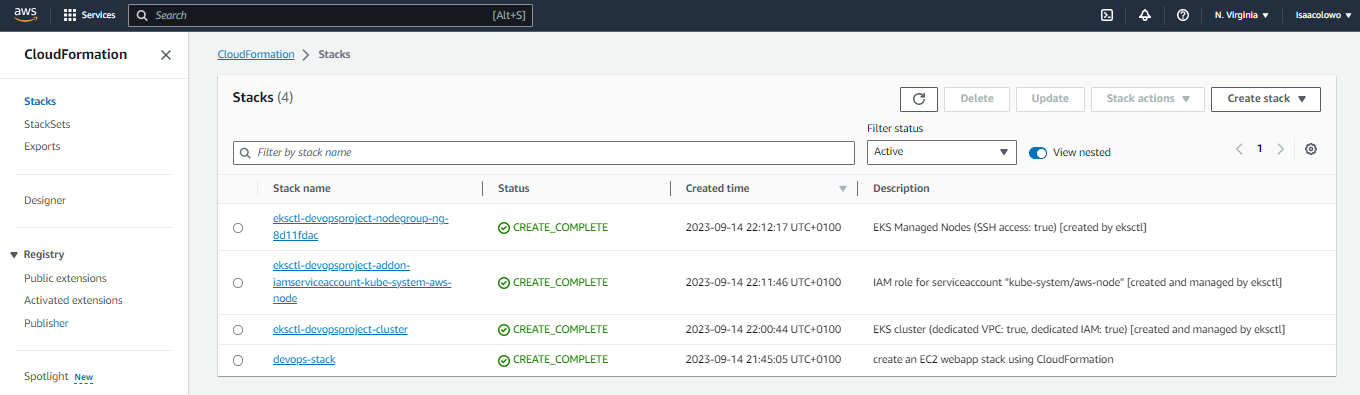 aws Services Search [Alt+S] N. Virginia Isaacolowo
CloudFormation
CloudFormation Stacks
Stacks
StackSets
Exports
Designer
Registry
Public extensions
Activated extensions
Publisher
Spotlight New
Stacks (4) Delete Update Stack actions Create stack
Filter status
Filter by stack name Active View nested 1
Stack name Status Created time Description
eksctl-devopsproject-nodegroup-ng-
8d11fdac CREATE_COMPLETE 2023-09-14 22:12:17 UTC+0100 EKS Managed Nodes (SSH access: true) [created by eksctl]
eksctl-devopsproject-addon-
iamserviceaccount-kube-system-aws-
node CREATE_COMPLETE 2023-09-14 22:11:46 UTC+0100 IAM role for serviceaccount "kube-system/aws-node" [created and managed by eksctl]
eksctl-devopsproject-cluster CREATE_COMPLETE 2023-09-14 22:00:44 UTC+0100 EKS cluster (dedicated VPC: true, dedicated IAM: true) [created and managed by eksctl]
devops-stack CREATE_COMPLETE 2023-09-14 21:45:05 UTC+0100 create an EC2 webapp stack using CloudFormation